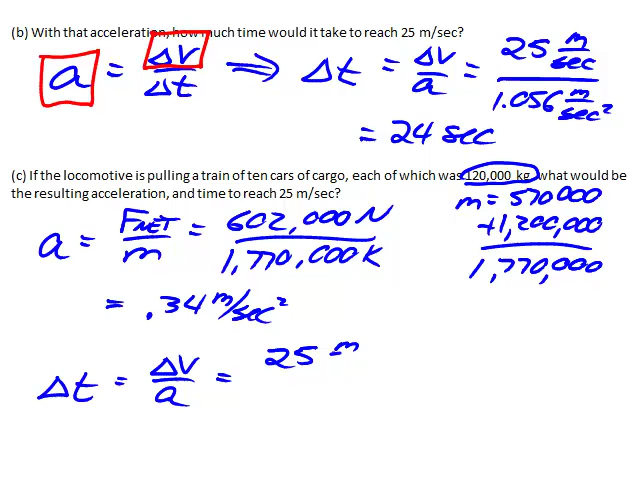 (b) With that acceleration, how much time would it take to reach 25 m/sec?
a = ΔV/Δt ⟹ Δt = ΔV/a = 25 m/sec / 1.056 m/sec²
= 24 sec
(c) If the locomotive is pulling a train of ten cars of cargo, each of which was 120,000 kg, what would be
the resulting acceleration, and time to reach 25 m/sec?
m = 570000
+1,200,000
1,770,000
a = FNET/m = 602,000 N / 1,770,000 K
= .34 m/sec²
Δt = ΔV/a = 25 m